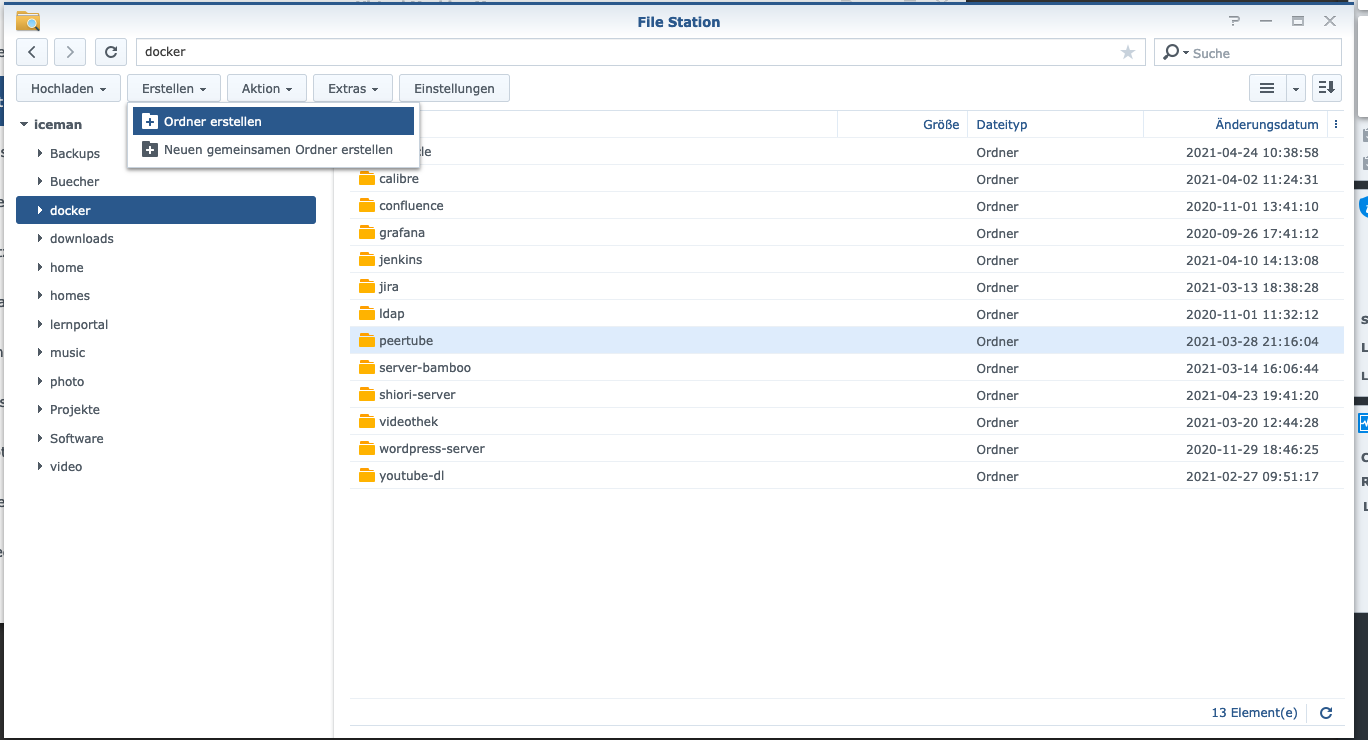 File Station
docker
Suche
Hochladen Erstellen Aktion Extras Einstellungen
Ordner erstellen
Neuen gemeinsamen Ordner erstellen
iceman
Backups
Buecher
docker
downloads
home
homes
lernportal
music
photo
Projekte
Software
video
Größe Dateityp Änderungsdatum
Ordner 2021-04-24 10:38:58
calibre Ordner 2021-04-02 11:24:31
confluence Ordner 2020-11-01 13:41:10
grafana Ordner 2020-09-26 17:41:12
jenkins Ordner 2021-04-10 14:13:08
jira Ordner 2021-03-13 18:38:28
ldap Ordner 2020-11-01 11:32:12
peertube Ordner 2021-03-28 21:16:04
server-bamboo Ordner 2021-03-14 16:06:44
shiori-server Ordner 2021-04-23 19:41:20
videothek Ordner 2021-03-20 12:44:28
wordpress-server Ordner 2020-11-29 18:46:25
youtube-dl Ordner 2021-02-27 09:51:17
13 Element(e)